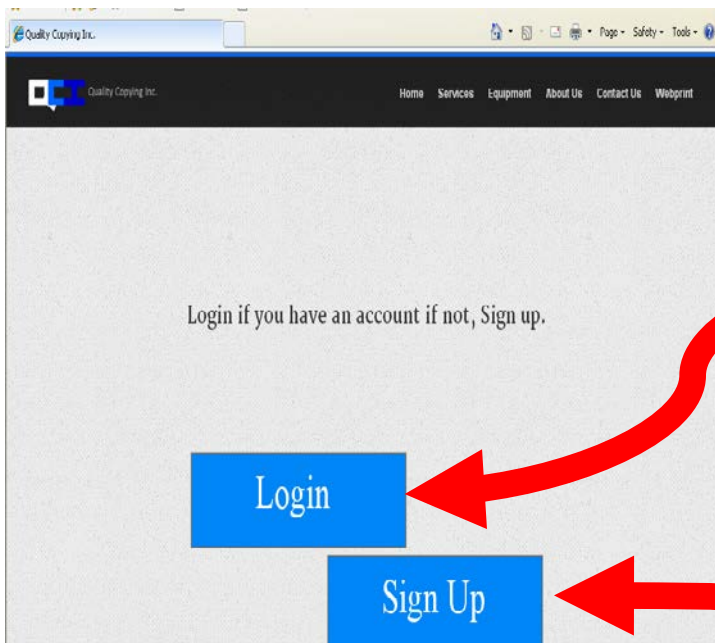 Quality Copying Inc.
Page Safety Tools
QCI Quality Copying Inc.
Home Services Equipment About Us Contact Us Webprint
Login if you have an account if not, Sign up.
Login
Sign Up